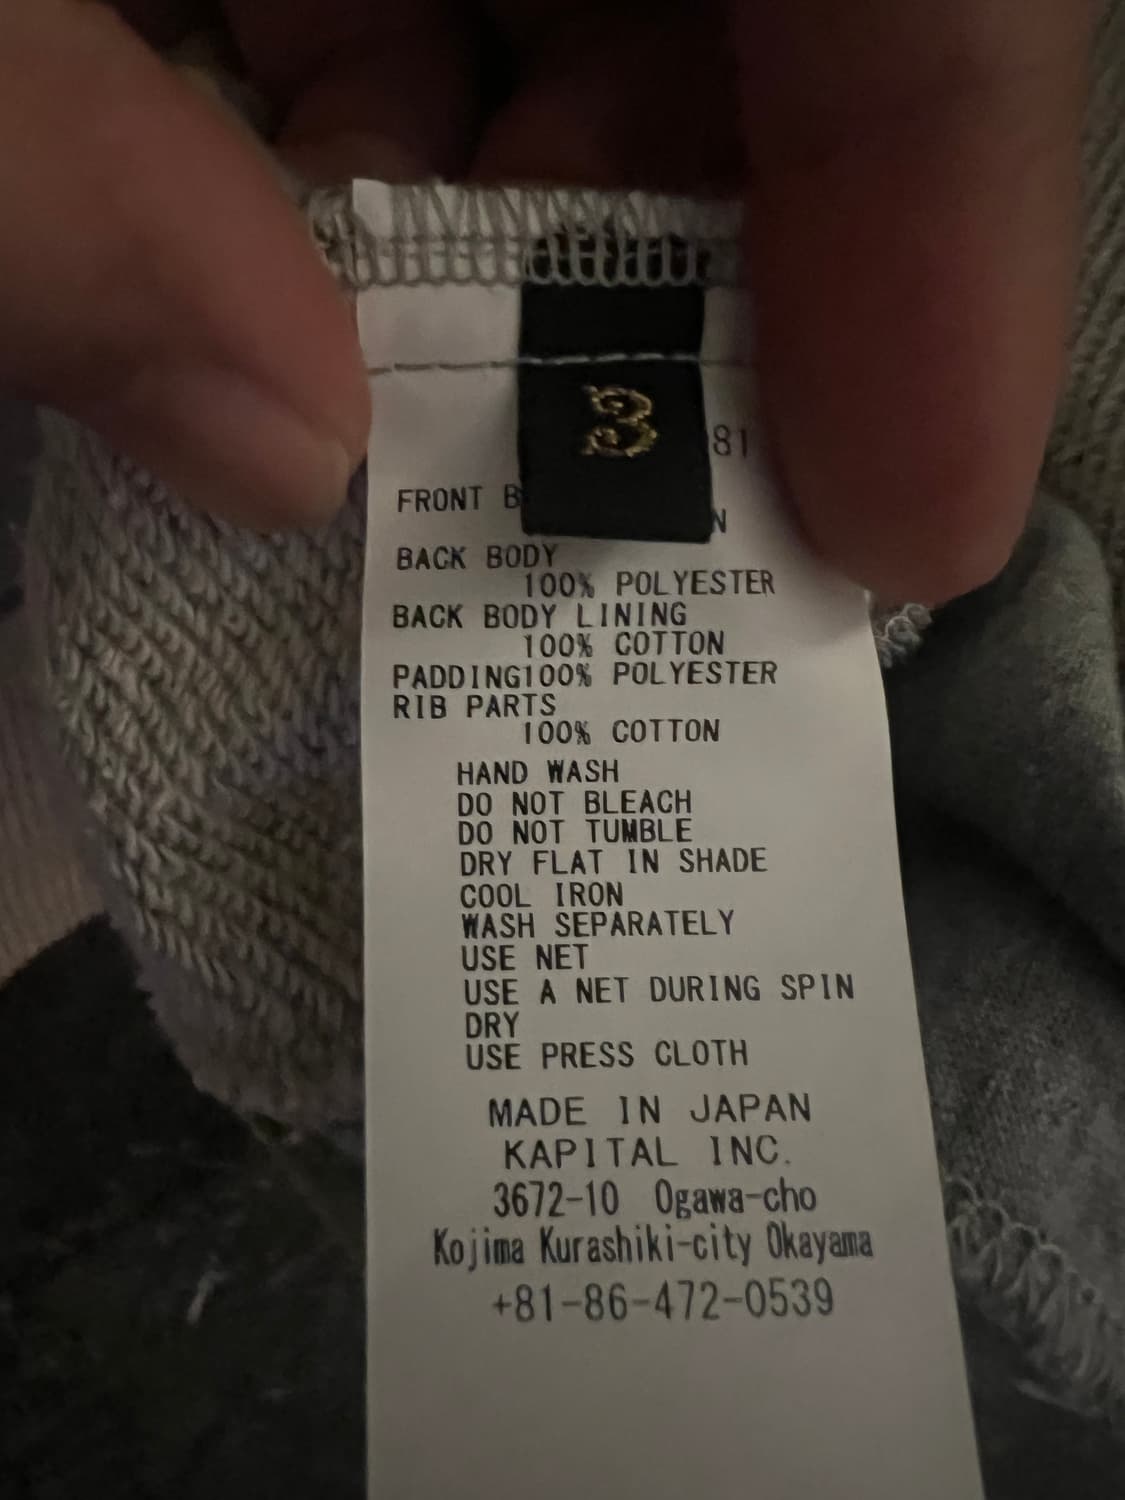 3
81
FRONT B
N
BACK BODY
100% POLYESTER
BACK BODY LINING
100% COTTON
PADDING100% POLYESTER
RIB PARTS
100% COTTON
HAND WASH
DO NOT BLEACH
DO NOT TUMBLE
DRY FLAT IN SHADE
COOL IRON
WASH SEPARATELY
USE NET
USE A NET DURING SPIN
DRY
USE PRESS CLOTH
MADE IN JAPAN
KAPITAL INC.
3672-10 Ogawa-cho
Kojima Kurashiki-city Okayama
+81-86-472-0539